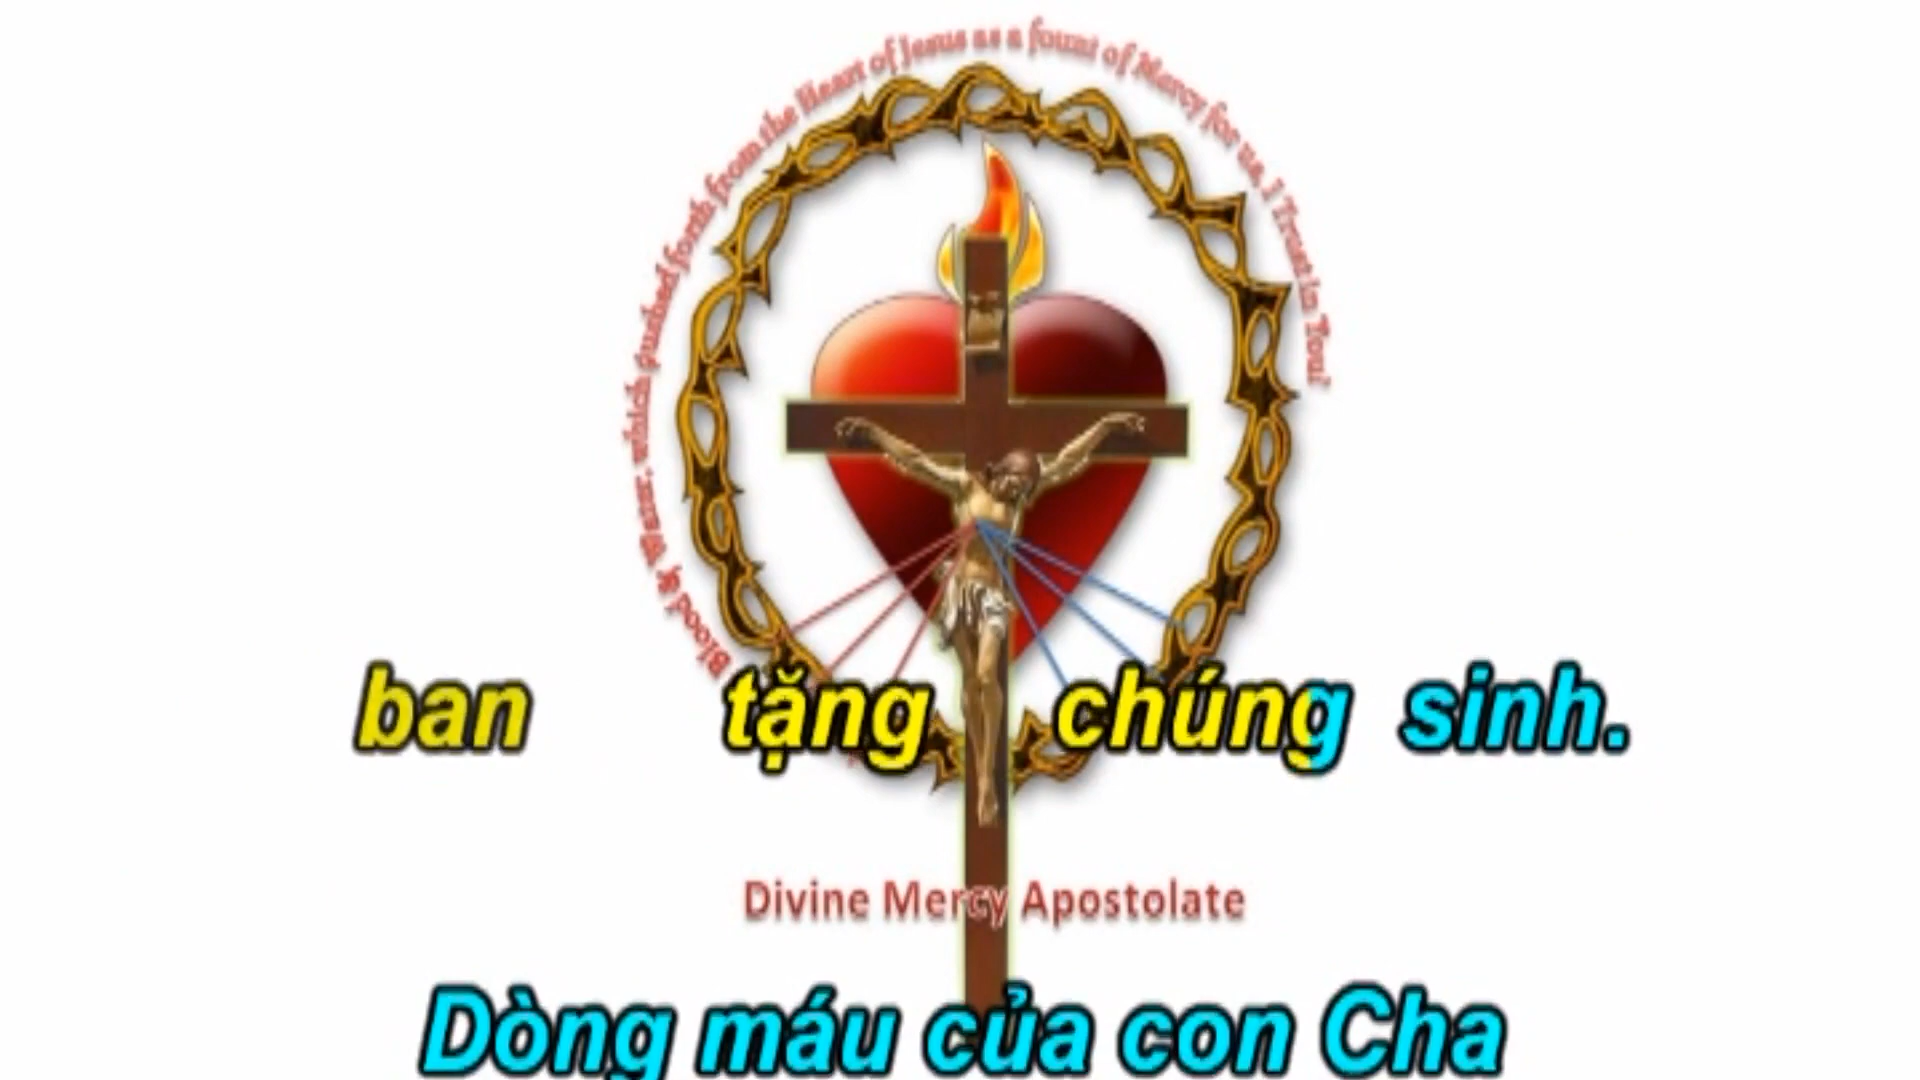 Blood & Water, which gushed forth from the Heart of Jesus as a fount of Mercy for us, I Trust in You!
ban tặng chúng sinh.
Divine Mercy Apostolate
Dòng máu của con Cha